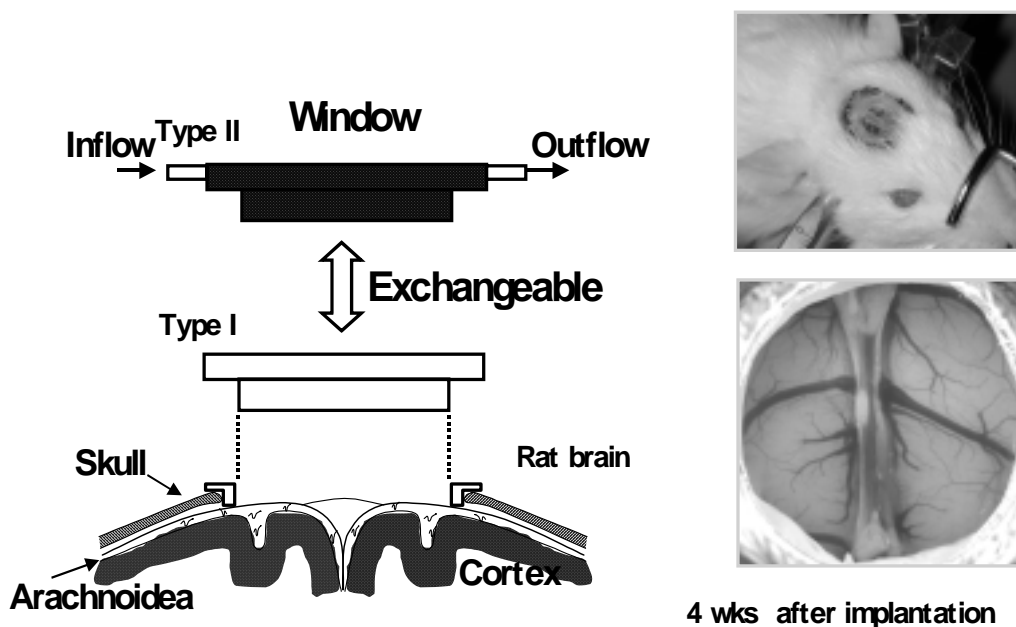 Window
Type II
Inflow
Outflow
Exchangeable
Type I
Skull
Rat brain
Cortex
Arachnoidea
4 wks after implantation